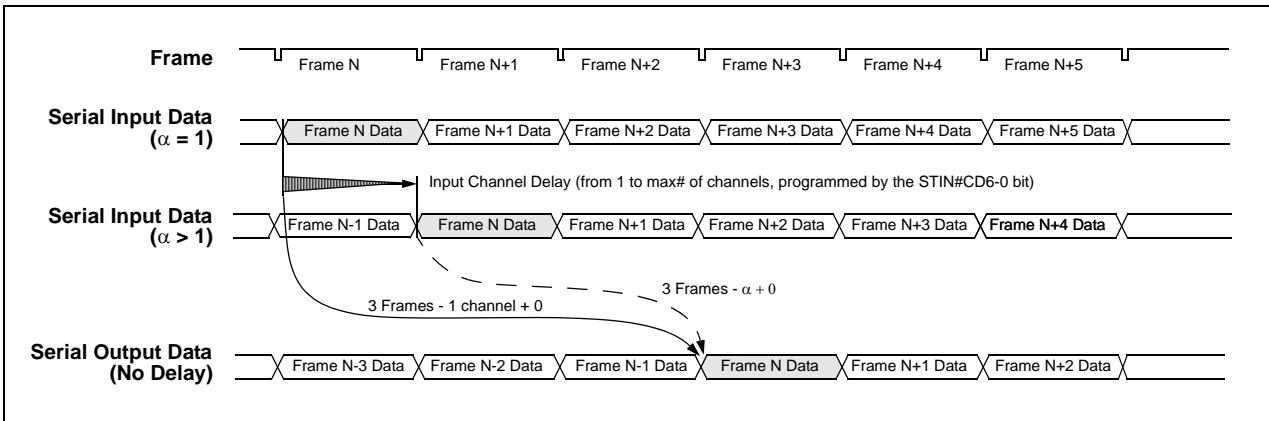 Frame
Frame N Frame N+1 Frame N+2 Frame N+3 Frame N+4 Frame N+5
Serial Input Data
(α = 1)
Frame N Data Frame N+1 Data Frame N+2 Data Frame N+3 Data Frame N+4 Data Frame N+5 Data
Input Channel Delay (from 1 to max# of channels, programmed by the STIN#CD6-0 bit)
Serial Input Data
(α > 1)
Frame N-1 Data Frame N Data Frame N+1 Data Frame N+2 Data Frame N+3 Data Frame N+4 Data
3 Frames - α + 0
3 Frames - 1 channel + 0
Serial Output Data
(No Delay)
Frame N-3 Data Frame N-2 Data Frame N-1 Data Frame N Data Frame N+1 Data Frame N+2 Data